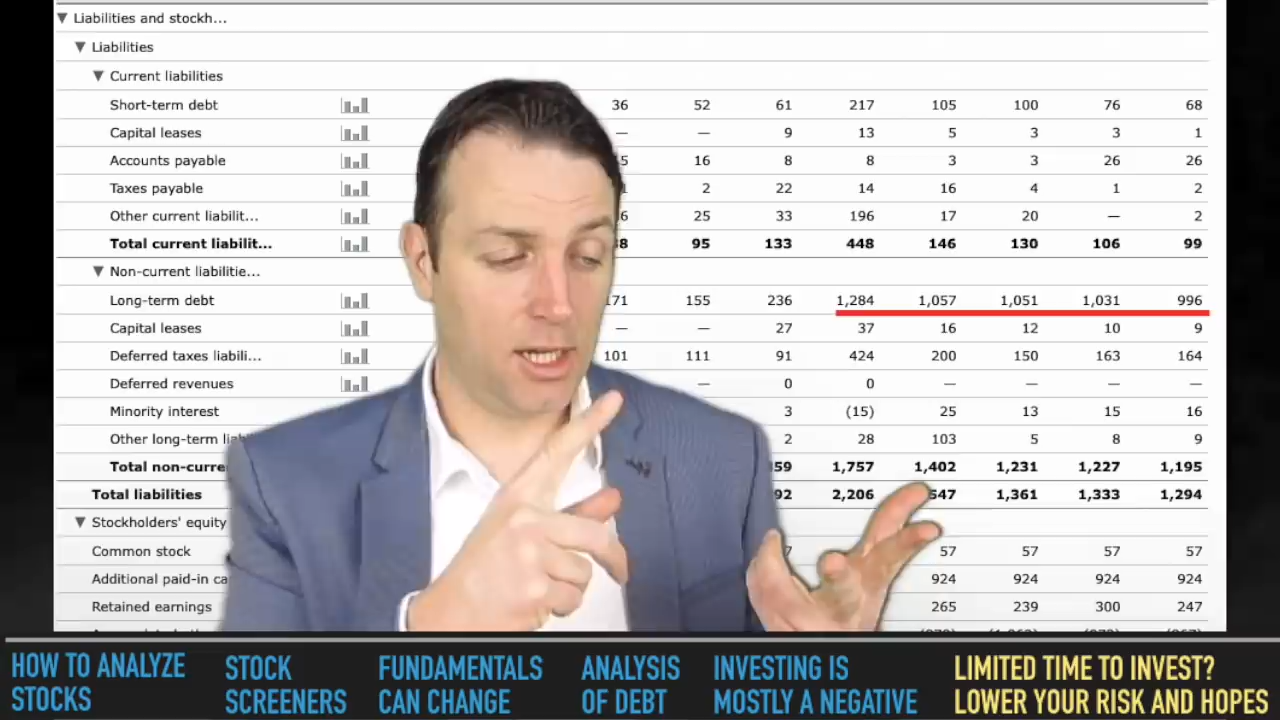 ▼ Liabilities and stockh...
▼ Liabilities
▼ Current liabilities
Short-term debt 36 52 61 217 105 100 76 68
Capital leases — — 9 13 5 3 3 1
Accounts payable 5 16 8 8 3 3 26 26
Taxes payable 2 22 14 16 4 1 2
Other current liabilit... 6 25 33 196 17 20 — 2
Total current liabilit... 8 95 133 448 146 130 106 99
▼ Non-current liabilitie...
Long-term debt 171 155 236 1,284 1,057 1,051 1,031 996
Capital leases — — 27 37 16 12 10 9
Deferred taxes liabili... 101 111 91 424 200 150 163 164
Deferred revenues — 0 0 — — — —
Minority interest 3 (15) 25 13 15 16
Other long-term 2 28 103 5 8 9
Total non-curre 59 1,757 1,402 1,231 1,227 1,195
Total liabilities 92 2,206 547 1,361 1,333 1,294
▼ Stockholders' equity
Common stock 7 57 57 57 57
Additional paid-in ca 924 924 924 924
Retained earnings 265 239 300 247
HOW TO ANALYZE STOCKS
STOCK SCREENERS
FUNDAMENTALS CAN CHANGE
ANALYSIS OF DEBT
INVESTING IS MOSTLY A NEGATIVE
LIMITED TIME TO INVEST? LOWER YOUR RISK AND HOPES